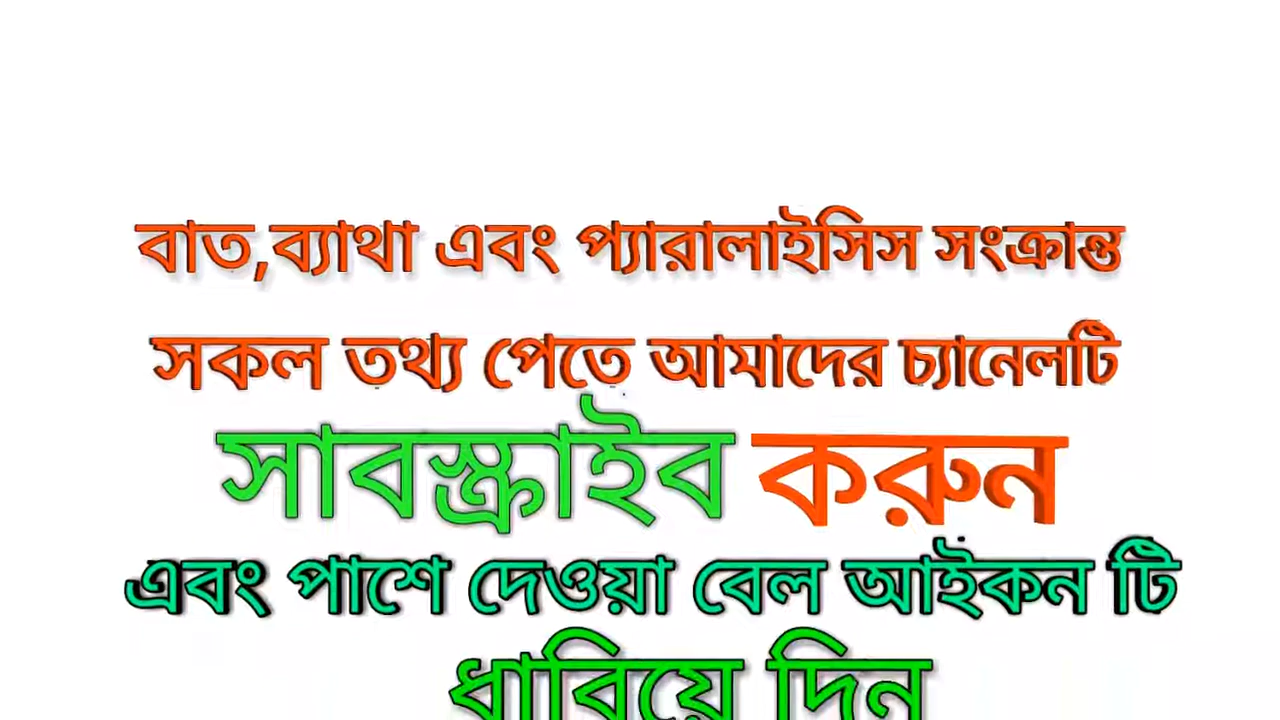 বাত,ব্যাথা এবং প্যারালাইসিস সংক্রান্ত
সকল তথ্য পেতে আমাদের চ্যানেলটি
সাবস্ক্রাইব করুন
এবং পাশে দেওয়া বেল আইকন টি
ধাবিয়ে দিন